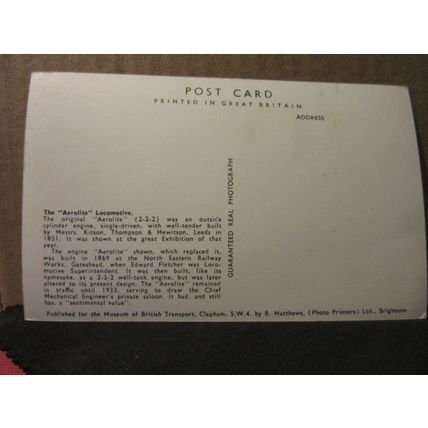 POST CARD
PRINTED IN GREAT BRITAIN
ADDRESS
The "Aerolite" Locomotive.
The original "Aerolite" (2-2-2) was an outside
cylinder engine, single-driven, with well-tender built
by Messrs. Kitson, Thompson & Hewitson, Leeds in
1851. It was shown at the great Exhibition of that
year.
The engine "Aerolite" shown, which replaced it,
was built in 1869 at the North Eastern Railway
Works, Gateshead, when Edward Fletcher was Loco-
motive Superintendent. It was then built, like its
namesake, as a 2-2-2 well-tank engine, but was later
altered to its present design. The "Aerolite" remained
in traffic until 1933, serving to draw the Chief
Mechanical Engineer's private saloon. It had, and still
has, a "sentimental value".
GUARANTEED REAL PHOTOGRAPH
Published for the Museum of British Transport, Clapham, S.W.4, by B. Matthews, (Photo Printers) Ltd., Brighouse.